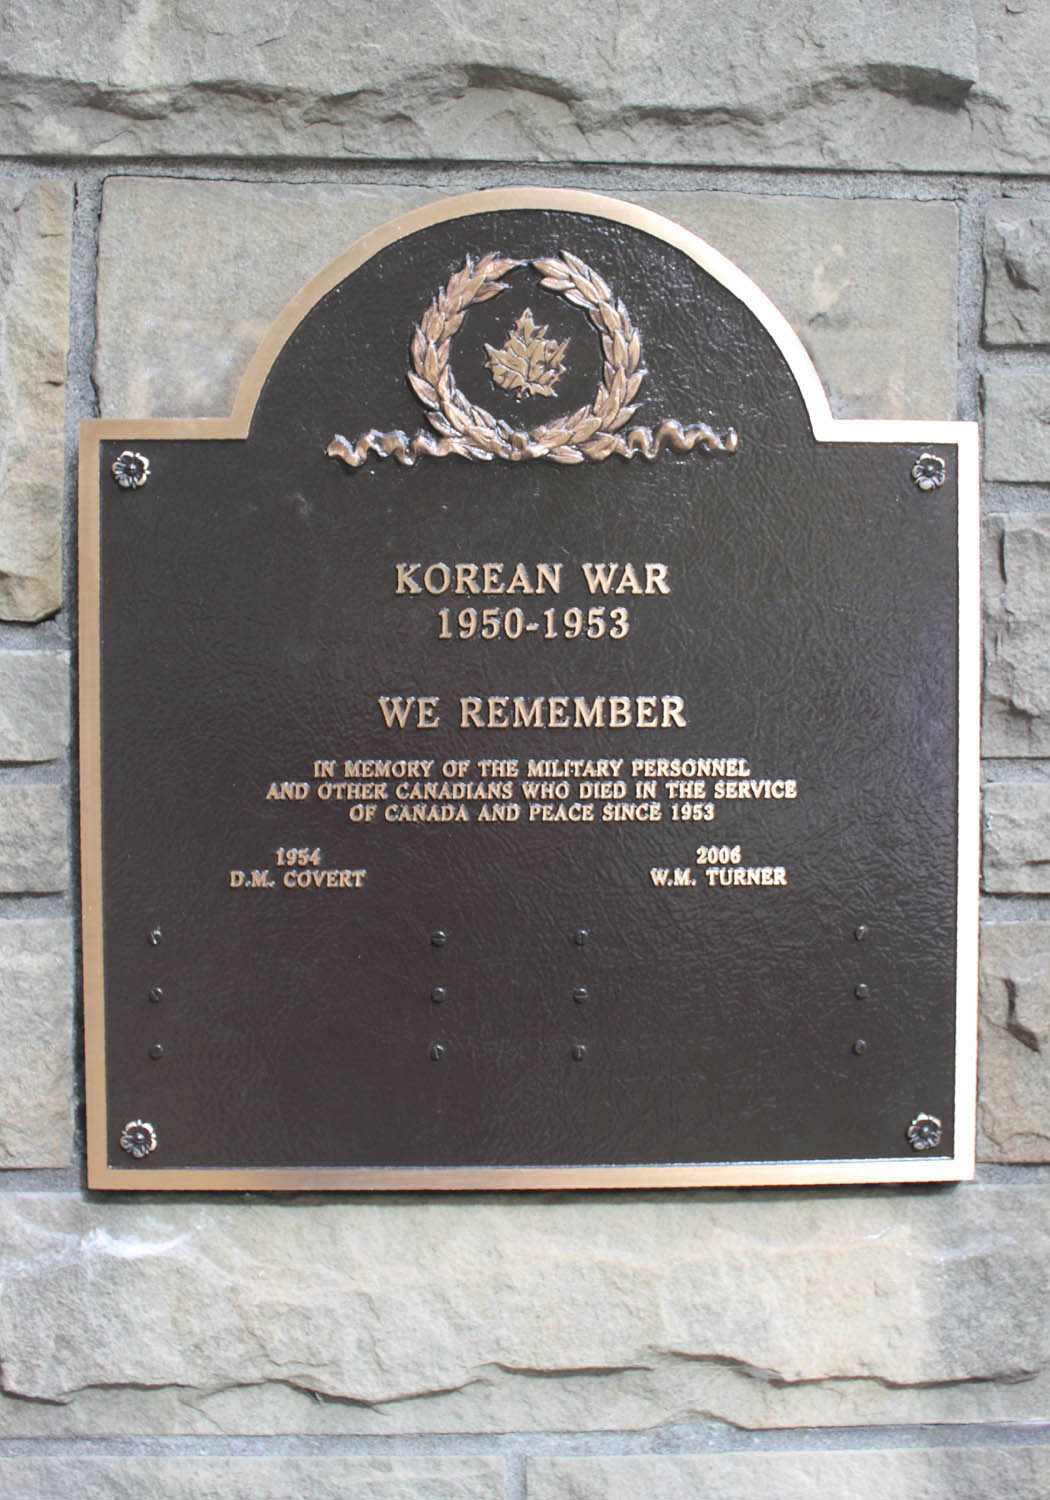 KOREAN WAR
1950-1953
WE REMEMBER
IN MEMORY OF THE MILITARY PERSONNEL
AND OTHER CANADIANS WHO DIED IN THE SERVICE
OF CANADA AND PEACE SINCE 1953
1954
D.M. COVERT
2006
W.M. TURNER